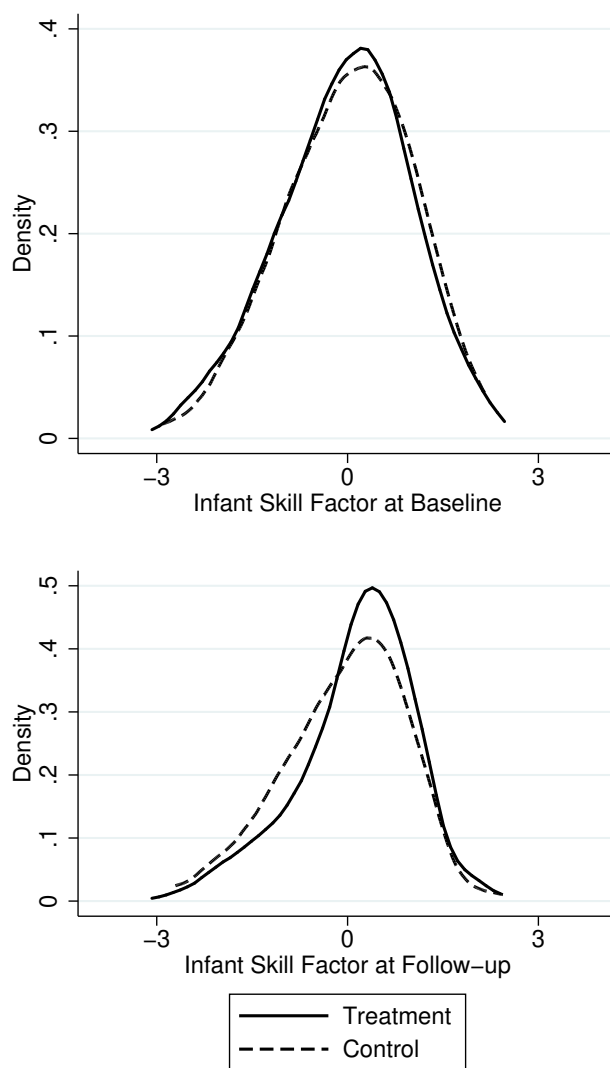 .4
.3
.2
.1
0
Density
−3 0 3
Infant Skill Factor at Baseline
.5
.4
.3
.2
.1
0
Density
−3 0 3
Infant Skill Factor at Follow−up
Treatment
Control